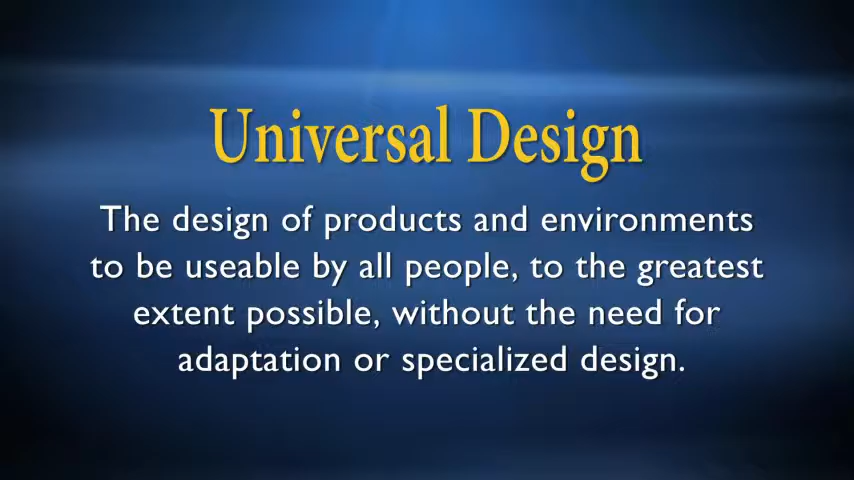 Universal Design
The design of products and environments
to be useable by all people, to the greatest
extent possible, without the need for
adaptation or specialized design.